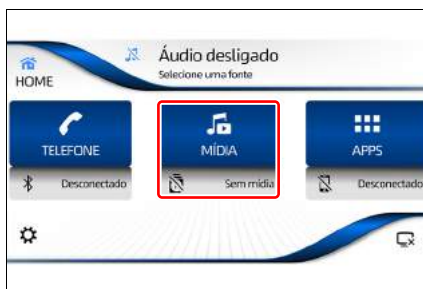 Áudio desligado
Selecione uma fonte
HOME
TELEFONE
MÍDIA
APPS
Desconectado
Sem mídia
Desconectado